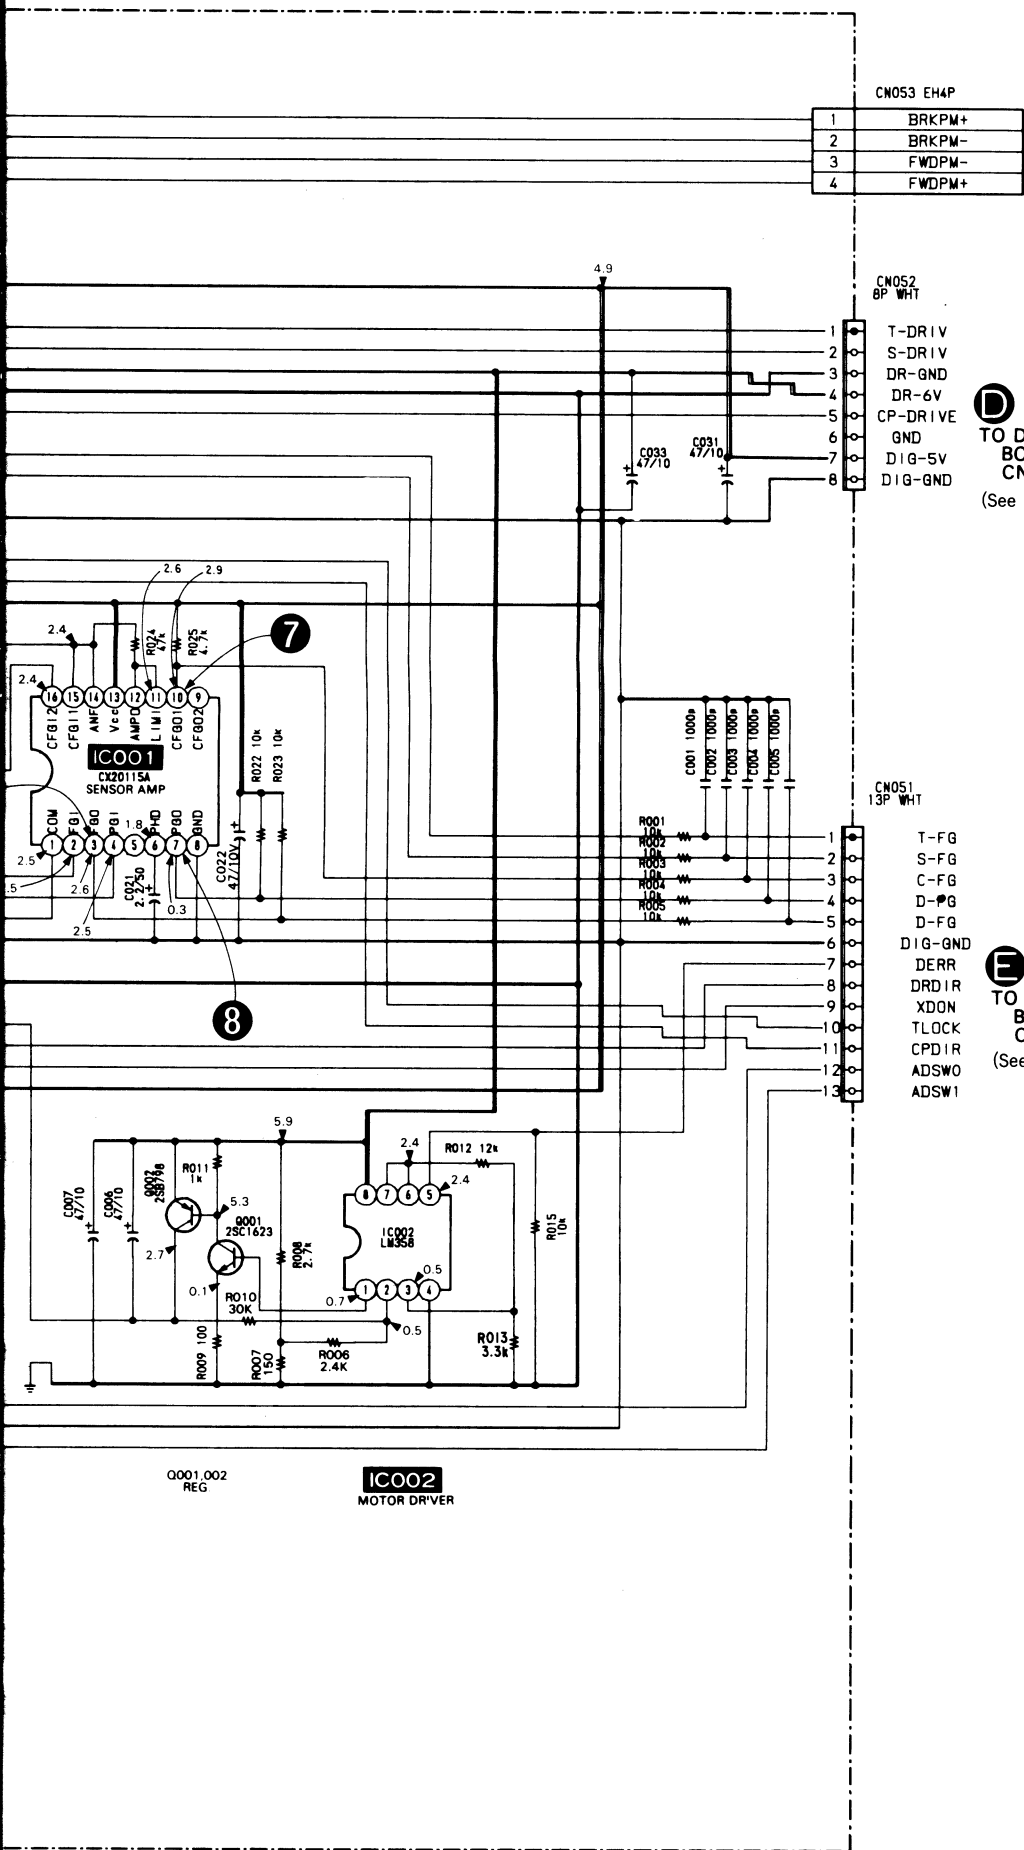 CN053 EH4P
1 BRKPM+
2 BRKPM-
3 FWDPM-
4 FWDPM+
4.9
CN052
8P WHT
1 T-DRIV
2 S-DRIV
3 DR-GND
4 DR-6V
5 CP-DRIVE
6 GND
7 DIG-5V
8 DIG-GND
D
TO D
BO
CN
(See
C033
47/10
C031
47/10
2.6
2.9
2.4
R024
47k
R025
4.7k
7
2.4
16 15 14 13 12 11 10 9
CFGI2
CFGI1
ANF
Vcc
AMPO
LIMI
CFGO1
CFGO2
IC001
CX20115A
SENSOR AMP
COM
FGI
FGO
PGI
PHD
PGO
GND
1 2 3 4 5 6 7 8
1.8
2.5
.5
2.6
2.5
0.3
C021
2.2/50
C022
47/10V
R022 10k
R023 10k
8
C001 1000p
C002 1000p
C003 1000p
C004 1000p
C005 1000p
R001
10k
R002
10k
R003
10k
R004
10k
R005
10k
CN051
13P WHT
1 T-FG
2 S-FG
3 C-FG
4 D-PG
5 D-FG
6 DIG-GND
7 DERR
8 DRDIR
9 XDON
10 TLOCK
11 CPDIR
12 ADSW0
13 ADSW1
E
TO
B
C
(See
5.9
C007
47/10
C006
47/10
Q002
2SB798
R011
1k
5.3
Q001
2SC1623
2.7
0.1
R010
30K
R009 100
R008
2.7k
R007
150
R006
2.4K
2.4
R012 12k
2.4
8 7 6 5
IC002
LM358
1 2 3 4
0.7
0.5
0.5
R013
3.3k
R015
10k
Q001,002
REG
IC002
MOTOR DR'VER